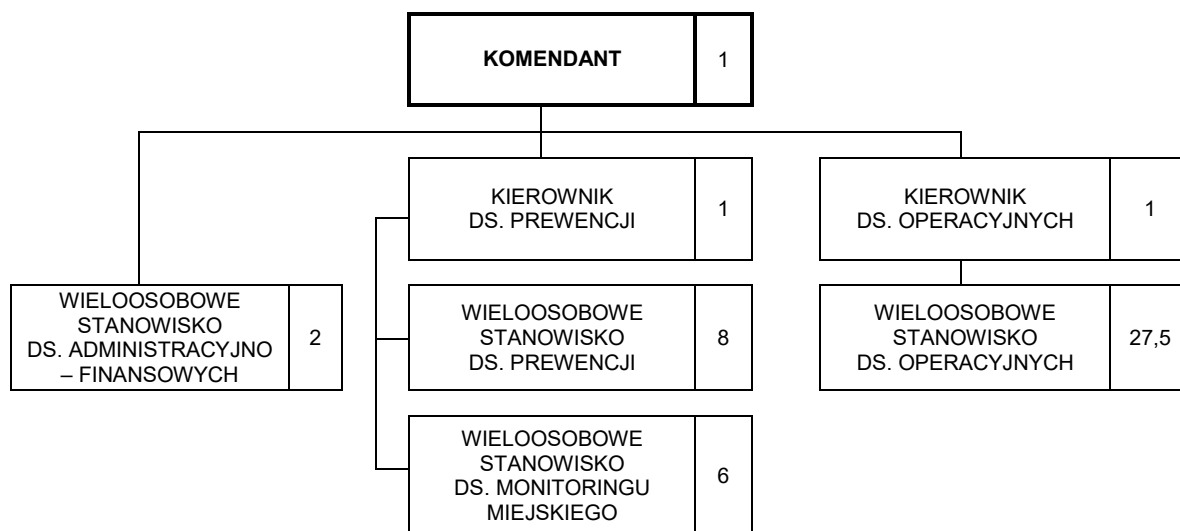 KOMENDANT
1
KIEROWNIK
DS. PREWENCJI
1
KIEROWNIK
DS. OPERACYJNYCH
1
WIELOOSOBOWE
STANOWISKO
DS. ADMINISTRACYJNO
– FINANSOWYCH
2
WIELOOSOBOWE
STANOWISKO
DS. PREWENCJI
8
WIELOOSOBOWE
STANOWISKO
DS. OPERACYJNYCH
27,5
WIELOOSOBOWE
STANOWISKO
DS. MONITORINGU
MIEJSKIEGO
6